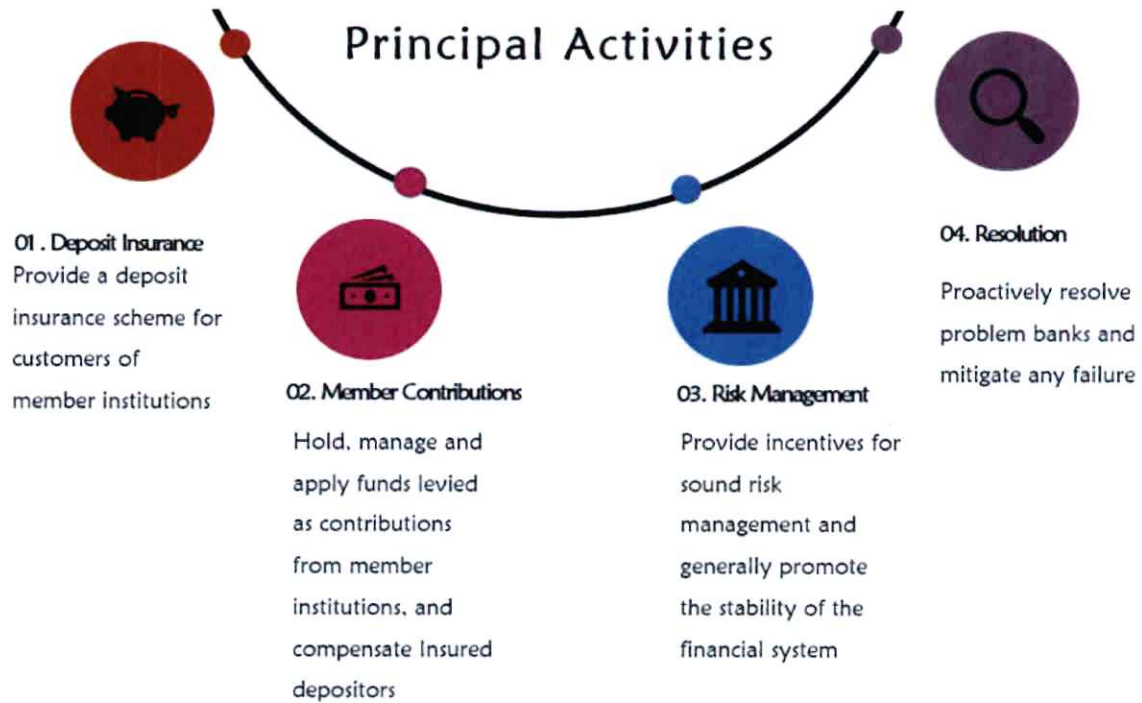 Principal Activities
01. Deposit Insurance
Provide a deposit
insurance scheme for
customers of
member institutions
02. Member Contributions
Hold, manage and
apply funds levied
as contributions
from member
institutions, and
compensate Insured
depositors
03. Risk Management
Provide incentives for
sound risk
management and
generally promote
the stability of the
financial system
04. Resolution
Proactively resolve
problem banks and
mitigate any failure